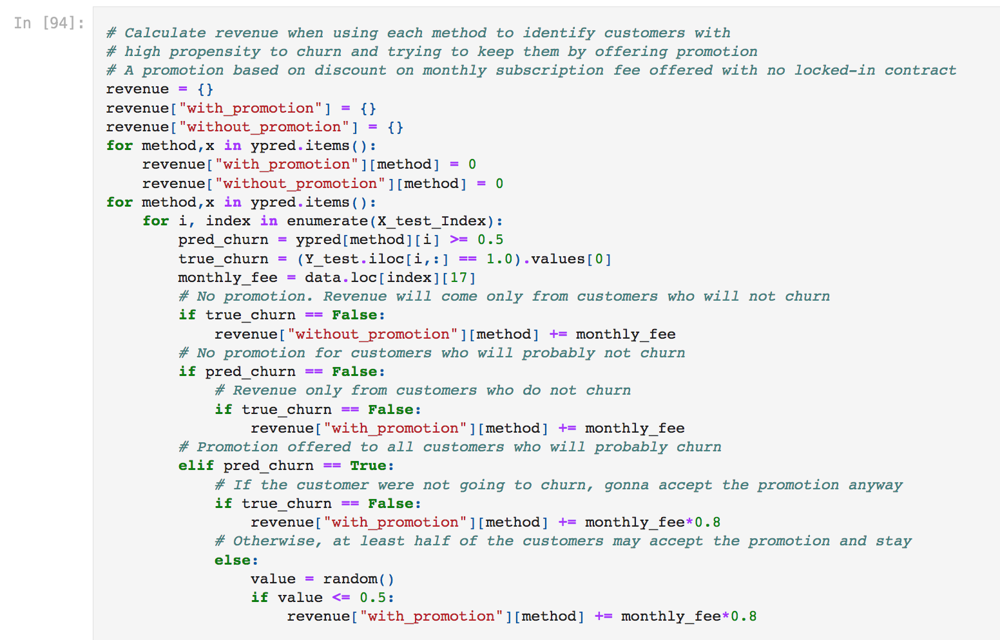 In [94]:
# Calculate revenue when using each method to identify customers with
# high propensity to churn and trying to keep them by offering promotion
# A promotion based on discount on monthly subscription fee offered with no locked-in contract
revenue = {}
revenue["with_promotion"] = {}
revenue["without_promotion"] = {}
for method,x in ypred.items():
    revenue["with_promotion"][method] = 0
    revenue["without_promotion"][method] = 0
for method,x in ypred.items():
    for i, index in enumerate(X_test_Index):
        pred_churn = ypred[method][i] >= 0.5
        true_churn = (Y_test.iloc[i,:] == 1.0).values[0]
        monthly_fee = data.loc[index][17]
        # No promotion. Revenue will come only from customers who will not churn
        if true_churn == False:
            revenue["without_promotion"][method] += monthly_fee
        # No promotion for customers who will probably not churn
        if pred_churn == False:
            # Revenue only from customers who do not churn
            if true_churn == False:
                revenue["with_promotion"][method] += monthly_fee
        # Promotion offered to all customers who will probably churn
        elif pred_churn == True:
            # If the customer were not going to churn, gonna accept the promotion anyway
            if true_churn == False:
                revenue["with_promotion"][method] += monthly_fee*0.8
            # Otherwise, at least half of the customers may accept the promotion and stay
            else:
                value = random()
                if value <= 0.5:
                    revenue["with_promotion"][method] += monthly_fee*0.8